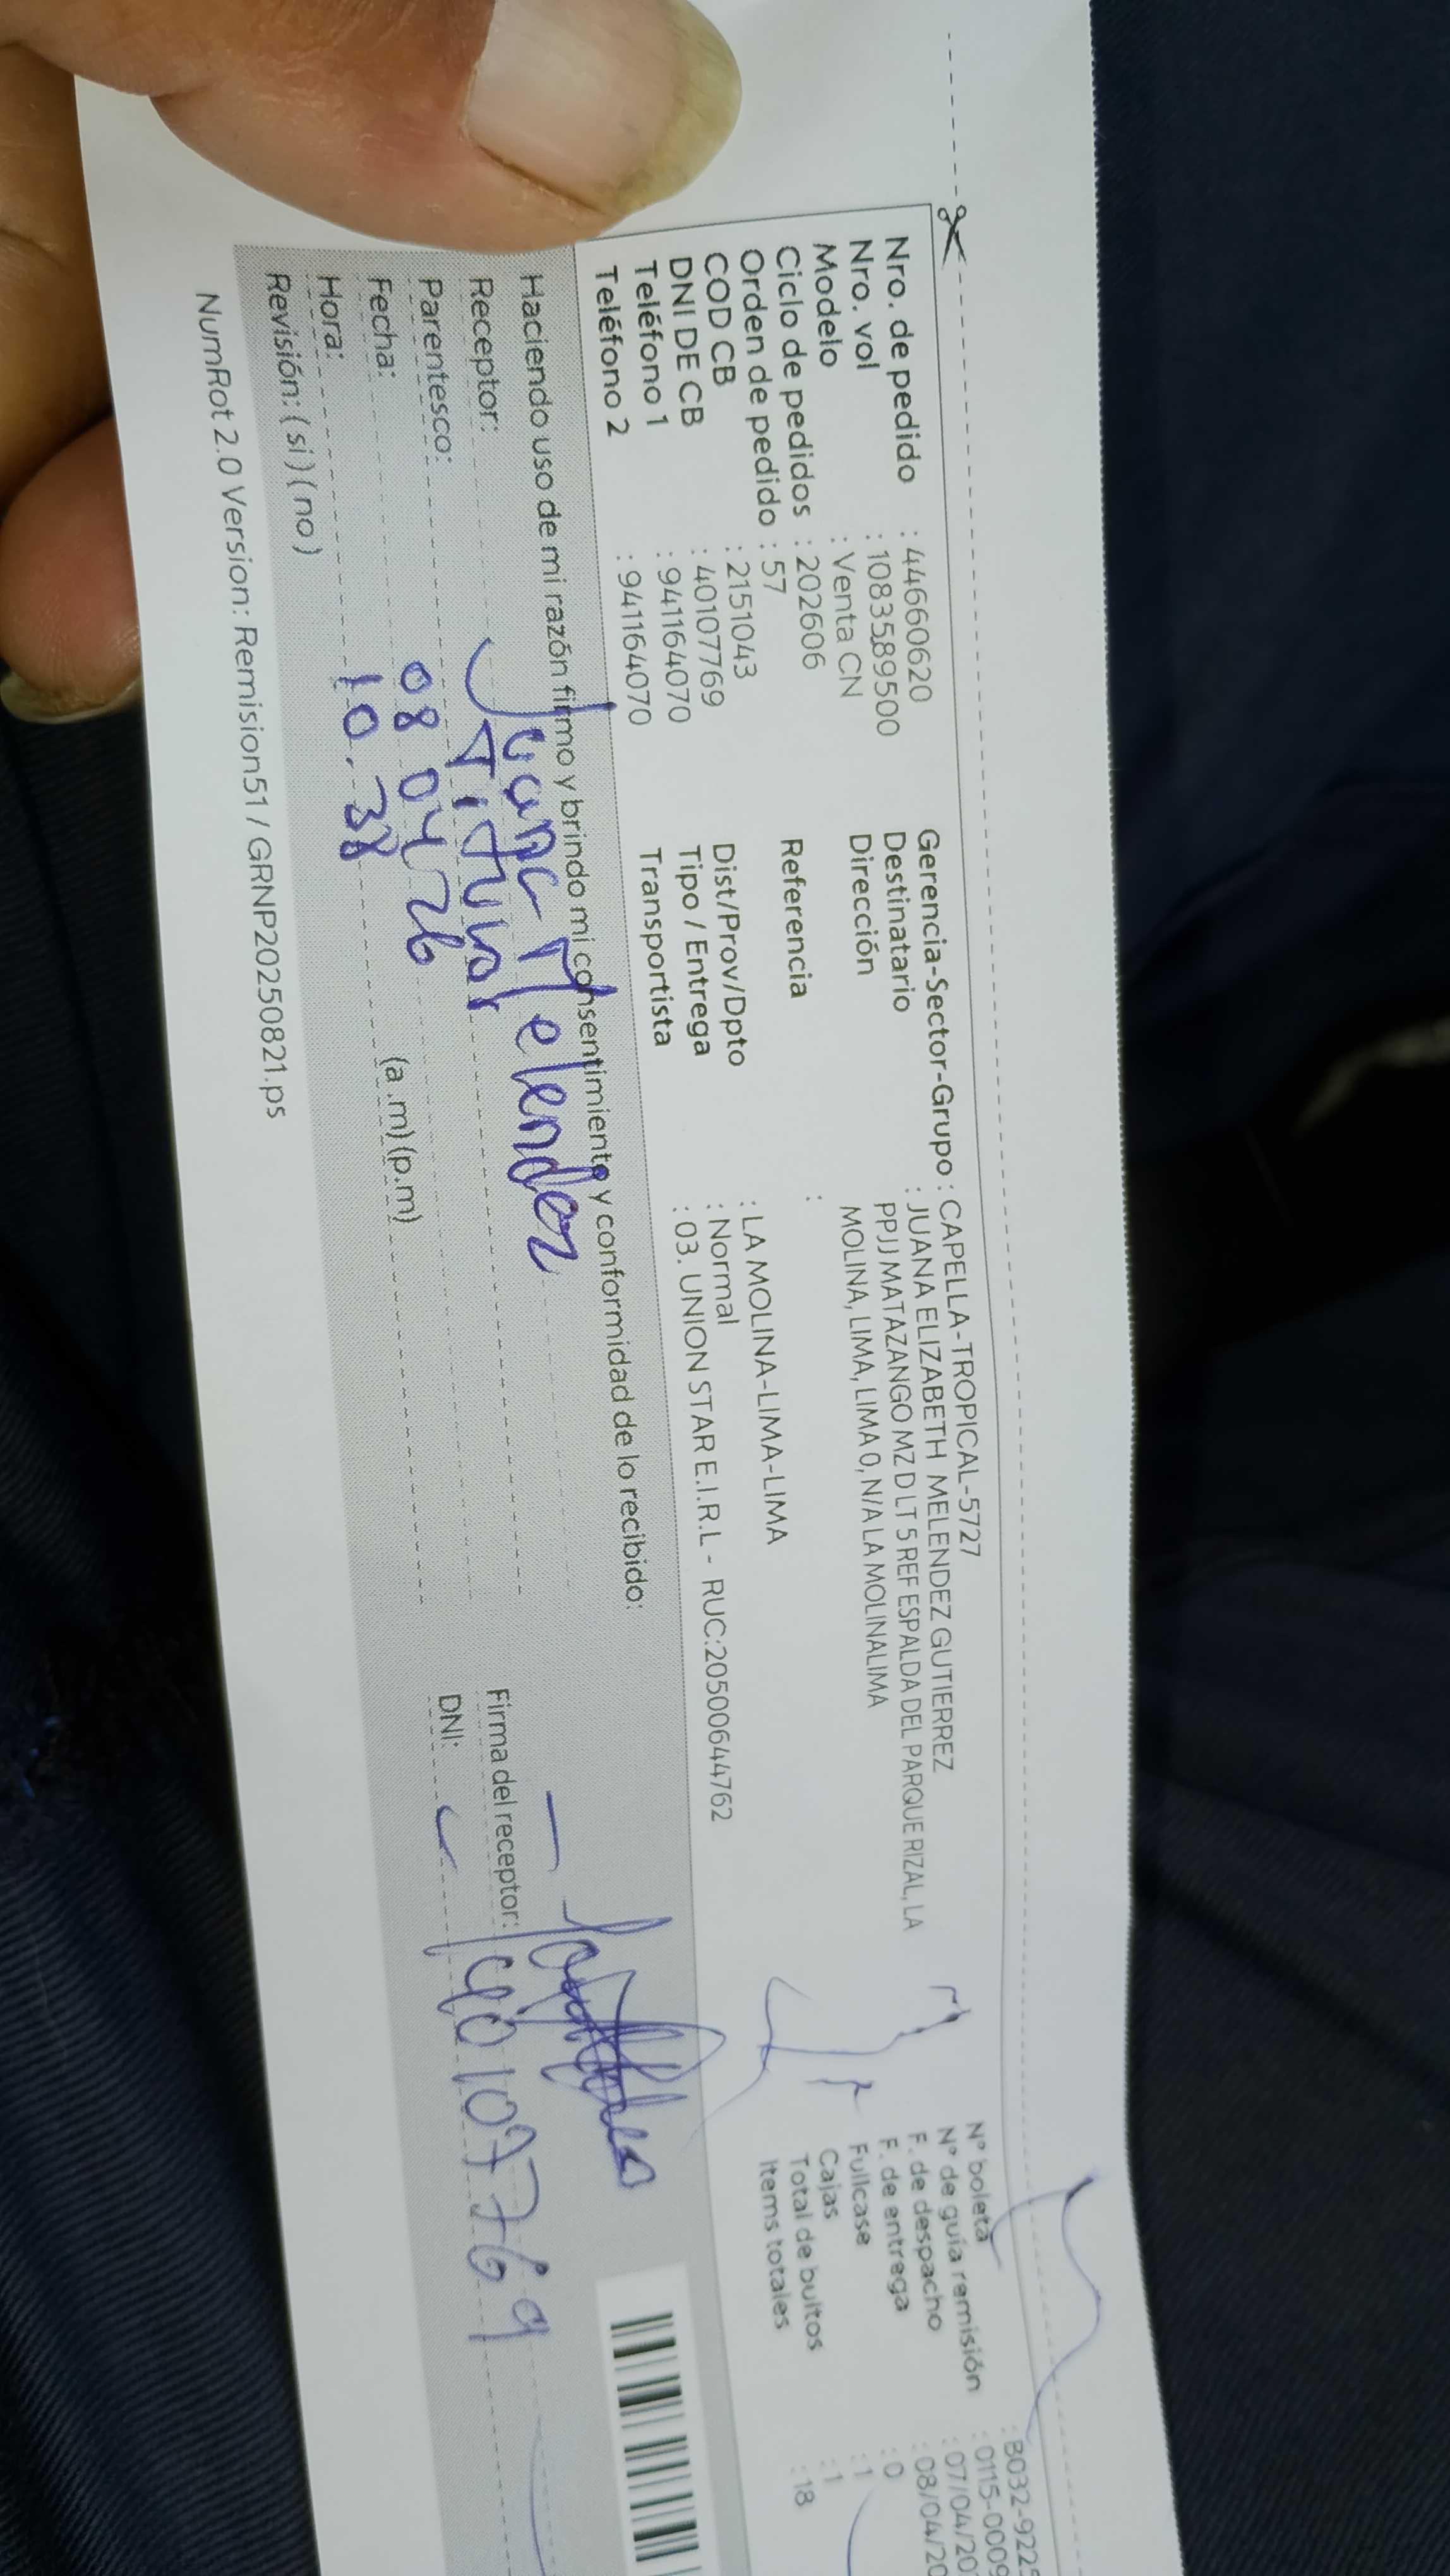 Nro. de pedido : 44660620
Nro. vol : 1083589500
Modelo : Venta CN
Ciclo de pedidos : 202606
Orden de pedido : 57
COD CB : 2151043
DNI DE CB : 40107769
Teléfono 1 : 941164070
Teléfono 2 : 941164070
Gerencia-Sector-Grupo : CAPELLA-TROPICAL-5727
Destinatario : JUANA ELIZABETH MELENDEZ GUTIERREZ
Dirección PPJJ MATAZANGO MZ D LT 5 REF ESPALDA DEL PARQUE RIZAL, LA
MOLINA, LIMA, LIMA 0, N/A LA MOLINALIMA
Referencia :
Dist/Prov/Dpto : LA MOLINA-LIMA-LIMA
Tipo / Entrega : Normal
Transportista : 03. UNION STAR E.I.R.L - RUC:20500644762
N° boleta : B032-9225
N° de guía remisión : 0115-0009
F. de despacho : 07/04/20
F. de entrega : 08/04/20
Fullcase : 0
Cajas : 1
Total de bultos : 1
Items totales : 18
Haciendo uso de mi razón firmo y brindo mi consentimiento y conformidad de lo recibido:
Receptor: Juana Melendez
Parentesco: Titular
Fecha: 08 04 26
Hora: 10.38 (a.m) (p.m)
Revisión: (si) (no)
Firma del receptor:
DNI: 40107769
NumRot 2.0 Version: Remision51 / GRNP20250821.ps